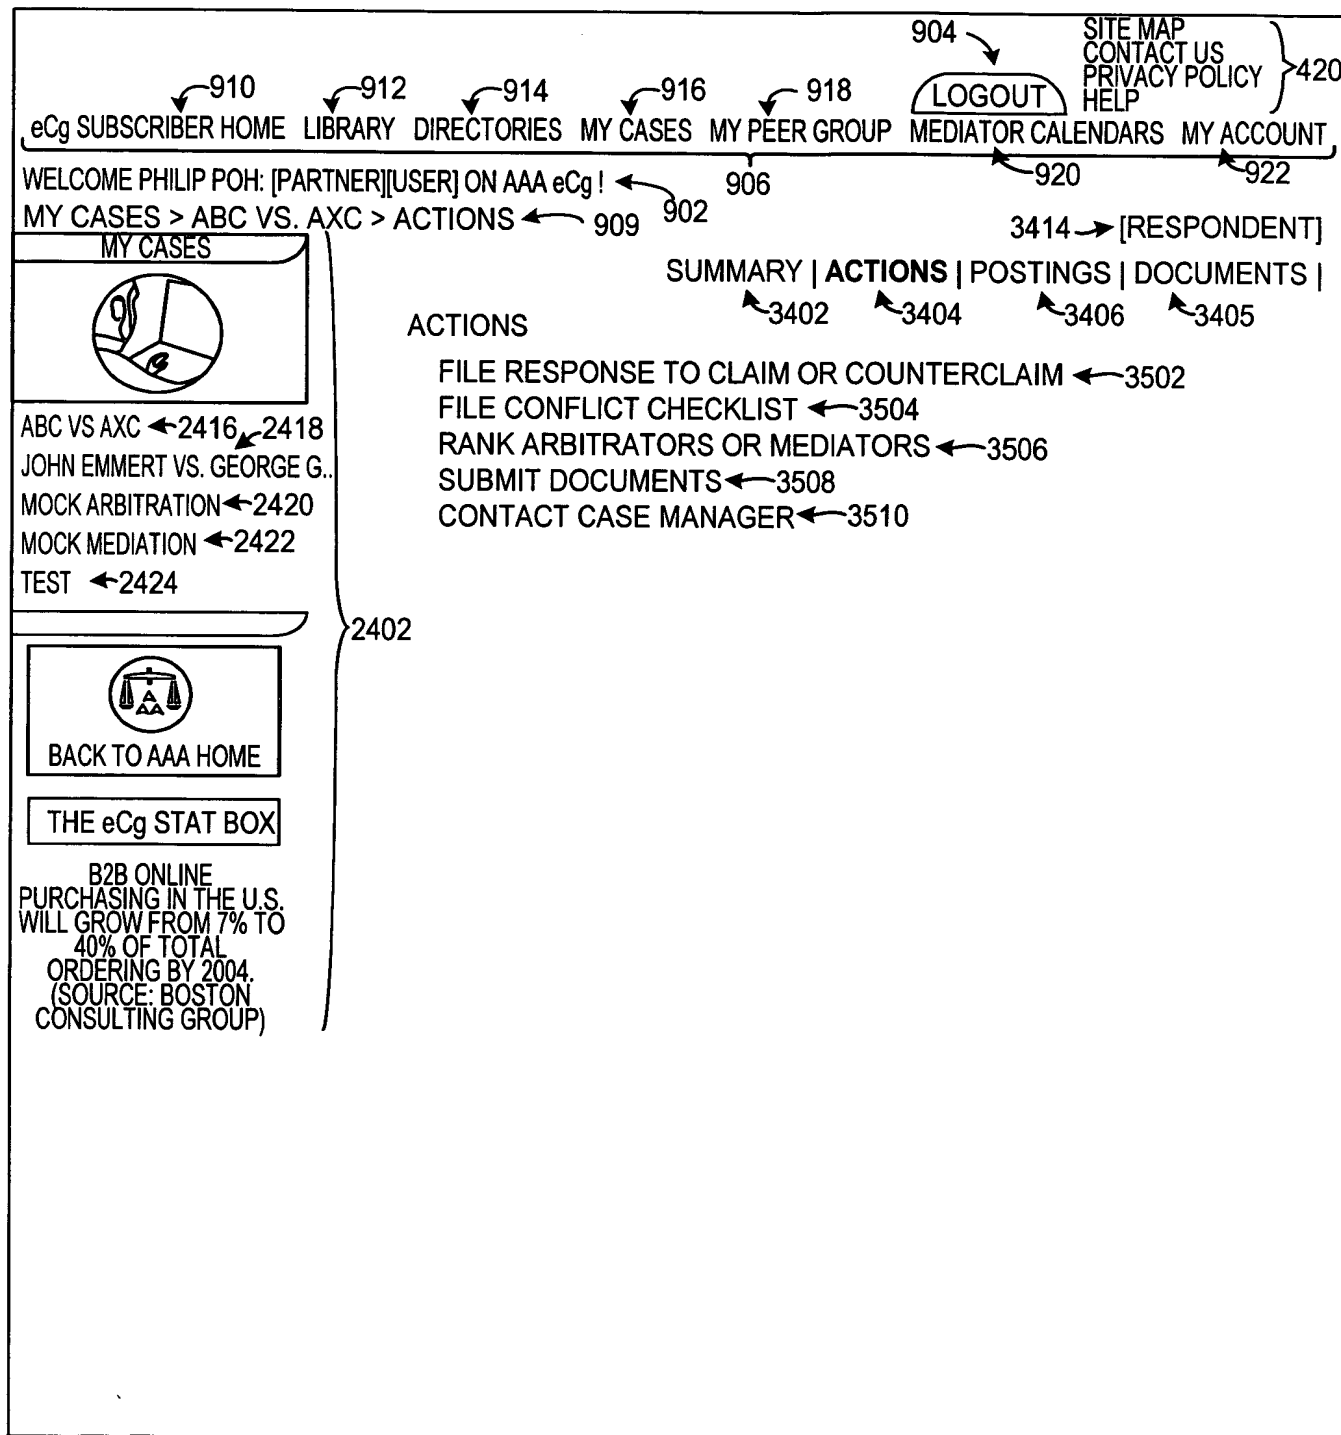 904
SITE MAP
CONTACT US
PRIVACY POLICY
HELP
420
910 912 914 916 918
LOGOUT
eCg SUBSCRIBER HOME LIBRARY DIRECTORIES MY CASES MY PEER GROUP MEDIATOR CALENDARS MY ACCOUNT
906 920 922
WELCOME PHILIP POH: [PARTNER][USER] ON AAA eCg !
902
MY CASES > ABC VS. AXC > ACTIONS 909
3414 [RESPONDENT]
MY CASES
SUMMARY | ACTIONS | POSTINGS | DOCUMENTS |
3402 3404 3406 3405
ACTIONS
FILE RESPONSE TO CLAIM OR COUNTERCLAIM 3502
FILE CONFLICT CHECKLIST 3504
RANK ARBITRATORS OR MEDIATORS 3506
SUBMIT DOCUMENTS 3508
CONTACT CASE MANAGER 3510
ABC VS AXC 2416 2418
JOHN EMMERT VS. GEORGE G..
MOCK ARBITRATION 2420
MOCK MEDIATION 2422
TEST 2424
2402
A
AA
BACK TO AAA HOME
THE eCg STAT BOX
B2B ONLINE
PURCHASING IN THE U.S.
WILL GROW FROM 7% TO
40% OF TOTAL
ORDERING BY 2004.
(SOURCE: BOSTON
CONSULTING GROUP)